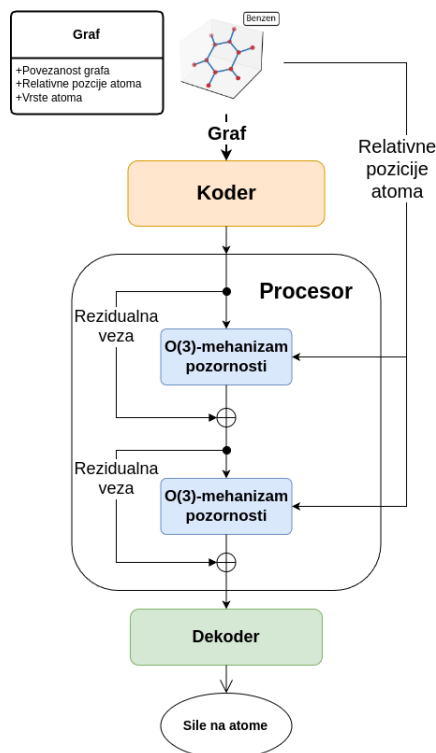 Graf
+Povezanost grafa
+Relativne pozcije atoma
+Vrste atoma
Benzen
Graf
Relativne
pozicije
atoma
Koder
Procesor
Rezidualna
veza
O(3)-mehanizam
pozornosti
Rezidualna
veza
O(3)-mehanizam
pozornosti
Dekoder
Sile na atome